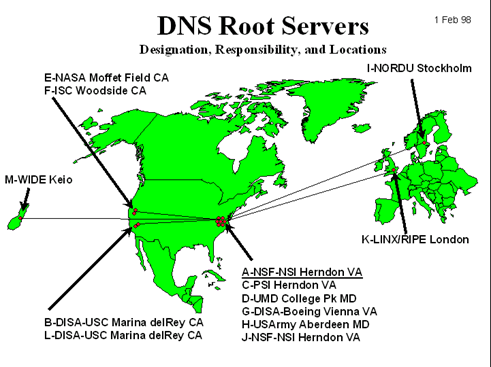 DNS Root Servers
1 Feb 98
Designation, Responsibility, and Locations
I-NORDU Stockholm
E-NASA Moffet Field CA
F-ISC Woodside CA
M-WIDE Keio
K-LINX/RIPE London
A-NSF-NSI Herndon VA
C-PSI Herndon VA
D-UMD College Pk MD
G-DISA-Boeing Vienna VA
H-USArmy Aberdeen MD
J-NSF-NSI Herndon VA
B-DISA-USC Marina delRey CA
L-DISA-USC Marina delRey CA